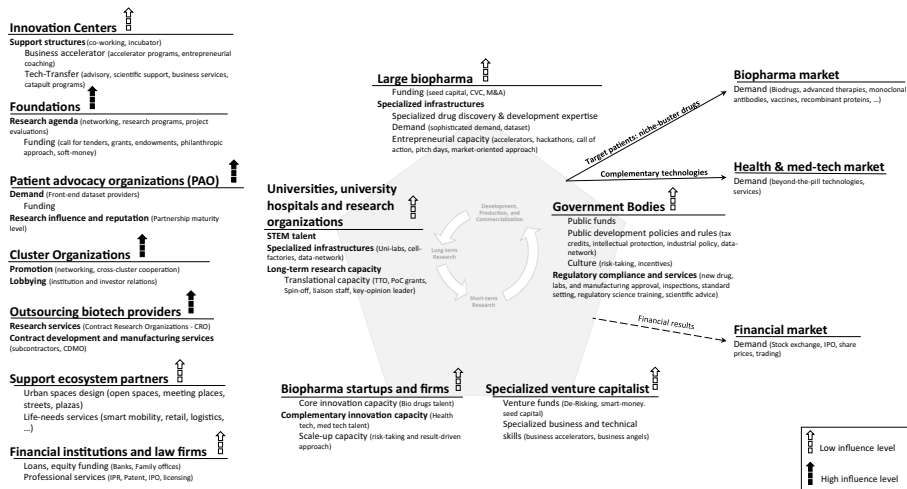 Innovation Centers
Support structures (co-working, incubator)
Business accelerator (accelerator programs, entrepreneurial
coaching)
Tech-Transfer (advisory, scientific support, business services,
catapult programs)
Foundations
Research agenda (networking, research programs, project
evaluations)
Funding (call for tenders, grants, endowments, philanthropic
approach, soft-money)
Patient advocacy organizations (PAO)
Demand (Front-end dataset providers)
Funding
Research influence and reputation (Partnership maturity
level)
Cluster Organizations
Promotion (networking, cross-cluster cooperation)
Lobbying (institution and investor relations)
Outsourcing biotech providers
Research services (Contract Research Organizations - CRO)
Contract development and manufacturing services
(subcontractors, CDMO)
Support ecosystem partners
Urban spaces design (open spaces, meeting places,
streets, plazas)
Life-needs services (smart mobility, retail, logistics,
...)
Financial institutions and law firms
Loans, equity funding (Banks, Family offices)
Professional services (IPR, Patent, IPO, licensing)
Large biopharma
Funding (seed capital, CVC, M&A)
Specialized infrastructures
Specialized drug discovery & development expertise
Demand (sophisticated demand, dataset)
Entrepreneurial capacity (accelerators, hackathons, call of
action, pitch days, market-oriented approach)
Universities, university
hospitals and research
organizations
STEM talent
Specialized infrastructures (Uni-labs, cell-
factories, data-network)
Long-term research capacity
Translational capacity (TTO, PoC grants,
Spin-off, liaison staff, key-opinion leader)
Development,
Production, and
Commercialization
Long-term
Research
Short-term
Research
Government Bodies
Public funds
Public development policies and rules (tax
credits, intellectual protection, industrial policy, data-
network)
Culture (risk-taking, incentives)
Regulatory compliance and services (new drug,
labs, and manufacturing approval, inspections, standard
setting, regulatory science training, scientific advice)
Biopharma startups and firms
Core innovation capacity (Bio drugs talent)
Complementary innovation capacity (Health
tech, med tech talent)
Scale-up capacity (risk-taking and result-driven
approach)
Specialized venture capitalist
Venture funds (De-Risking, smart-money.
seed capital)
Specialized business and technical
skills (business accelerators, business angels)
Target patients: niche-buster drugs
Complementary technologies
Financial results
Biopharma market
Demand (Biodrugs, advanced therapies, monoclonal
antibodies, vaccines, recombinant proteins, ...)
Health & med-tech market
Demand (beyond-the-pill technologies,
services)
Financial market
Demand (Stock exchange, IPO, share
prices, trading)
Low influence level
High influence level